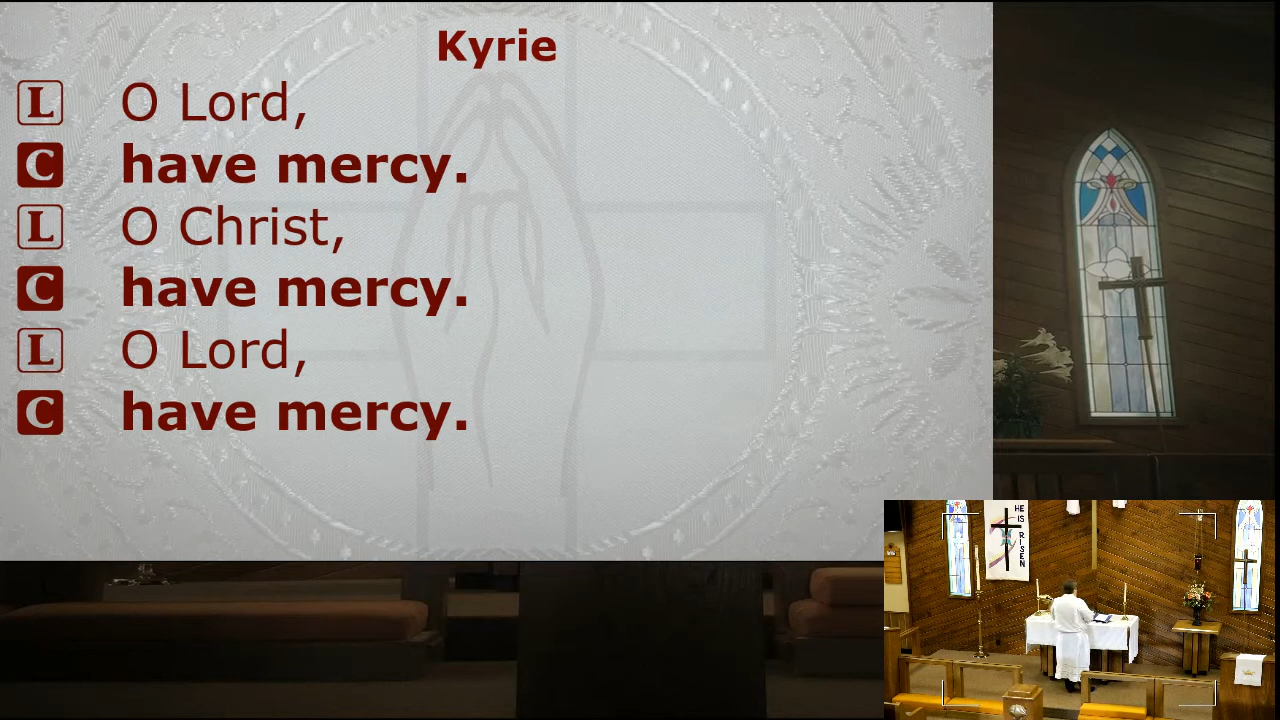 Kyrie
L O Lord,
C have mercy.
L O Christ,
C have mercy.
L O Lord,
C have mercy.
HE
IS
RISEN